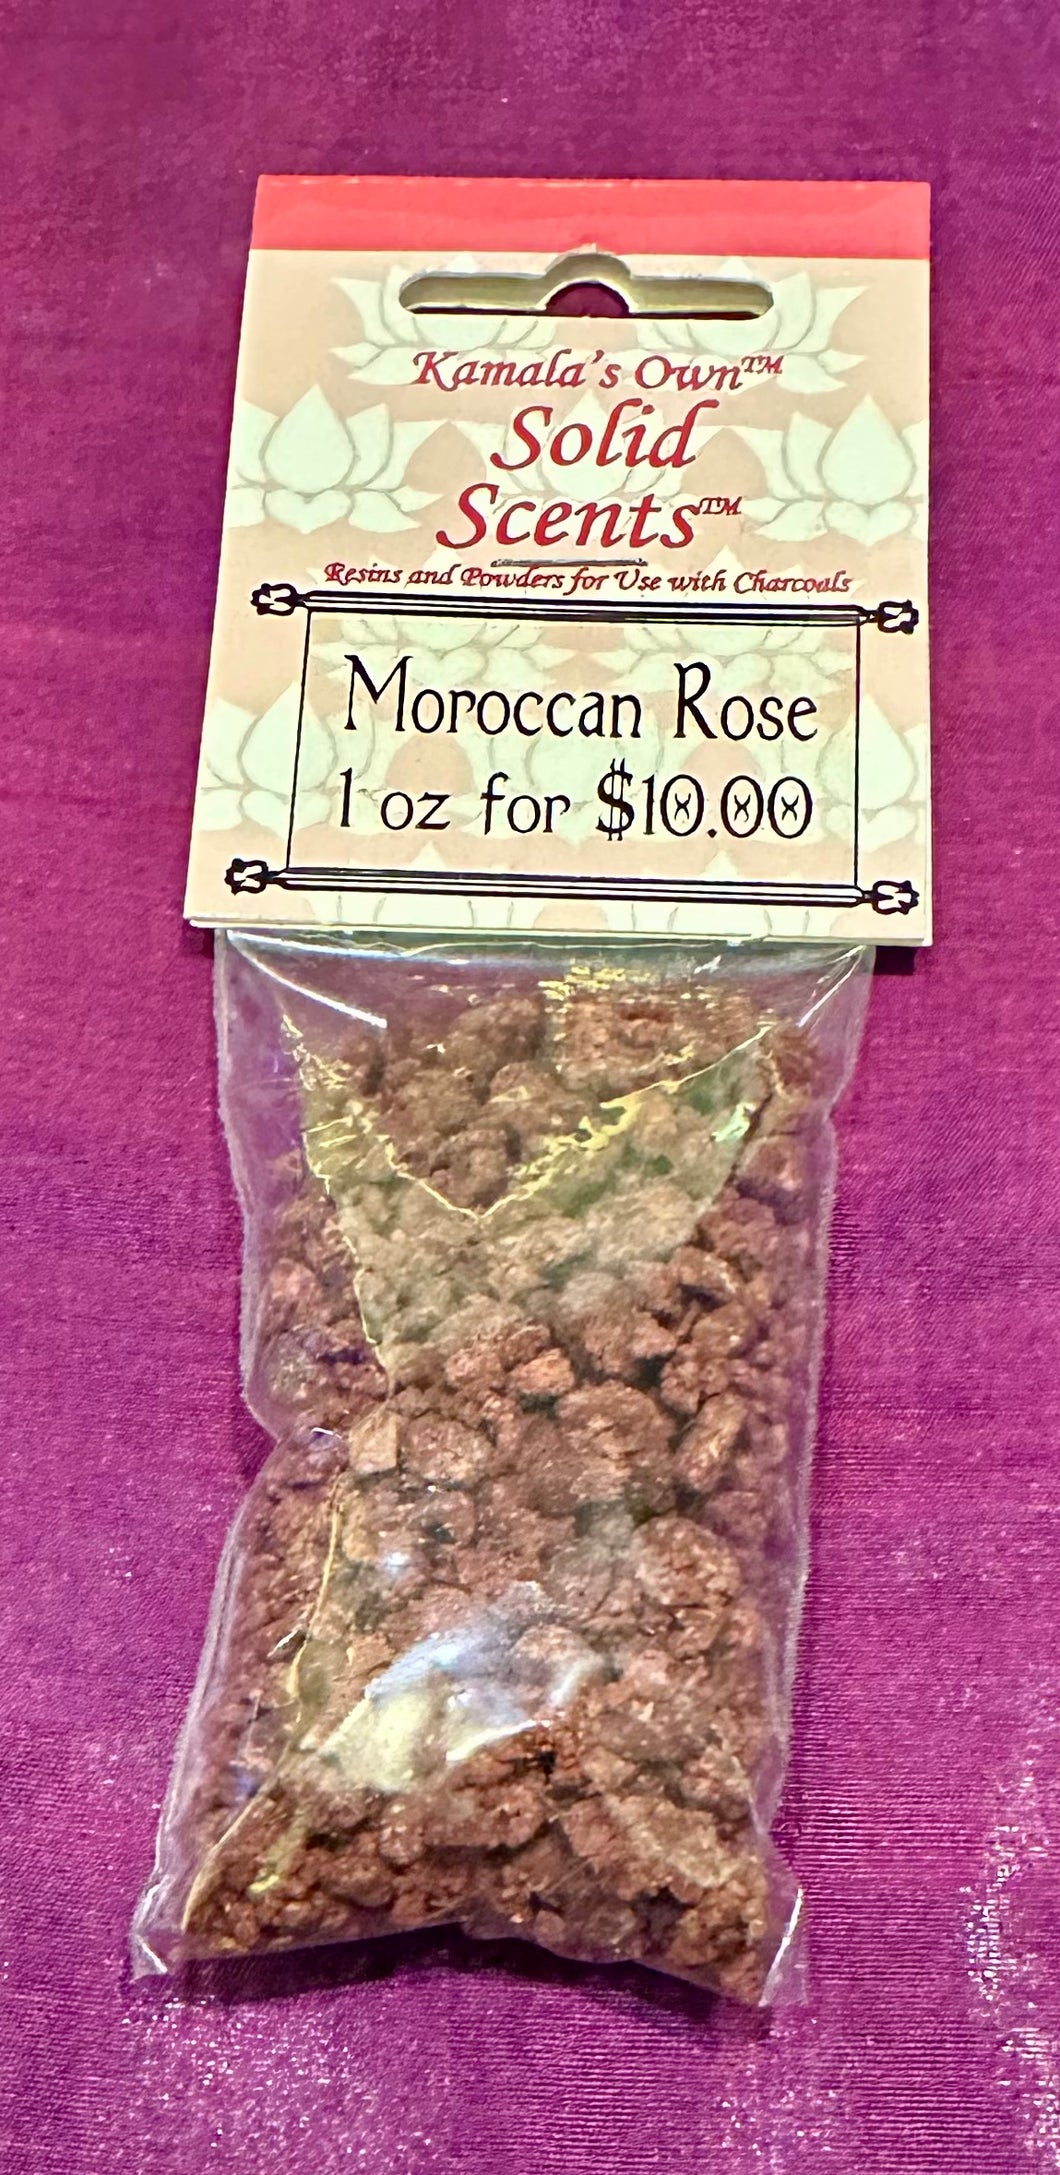 Kamala's Own™
Solid
Scents™
Resins and Powders for Use with Charcoals
Moroccan Rose
1 oz for $10.00